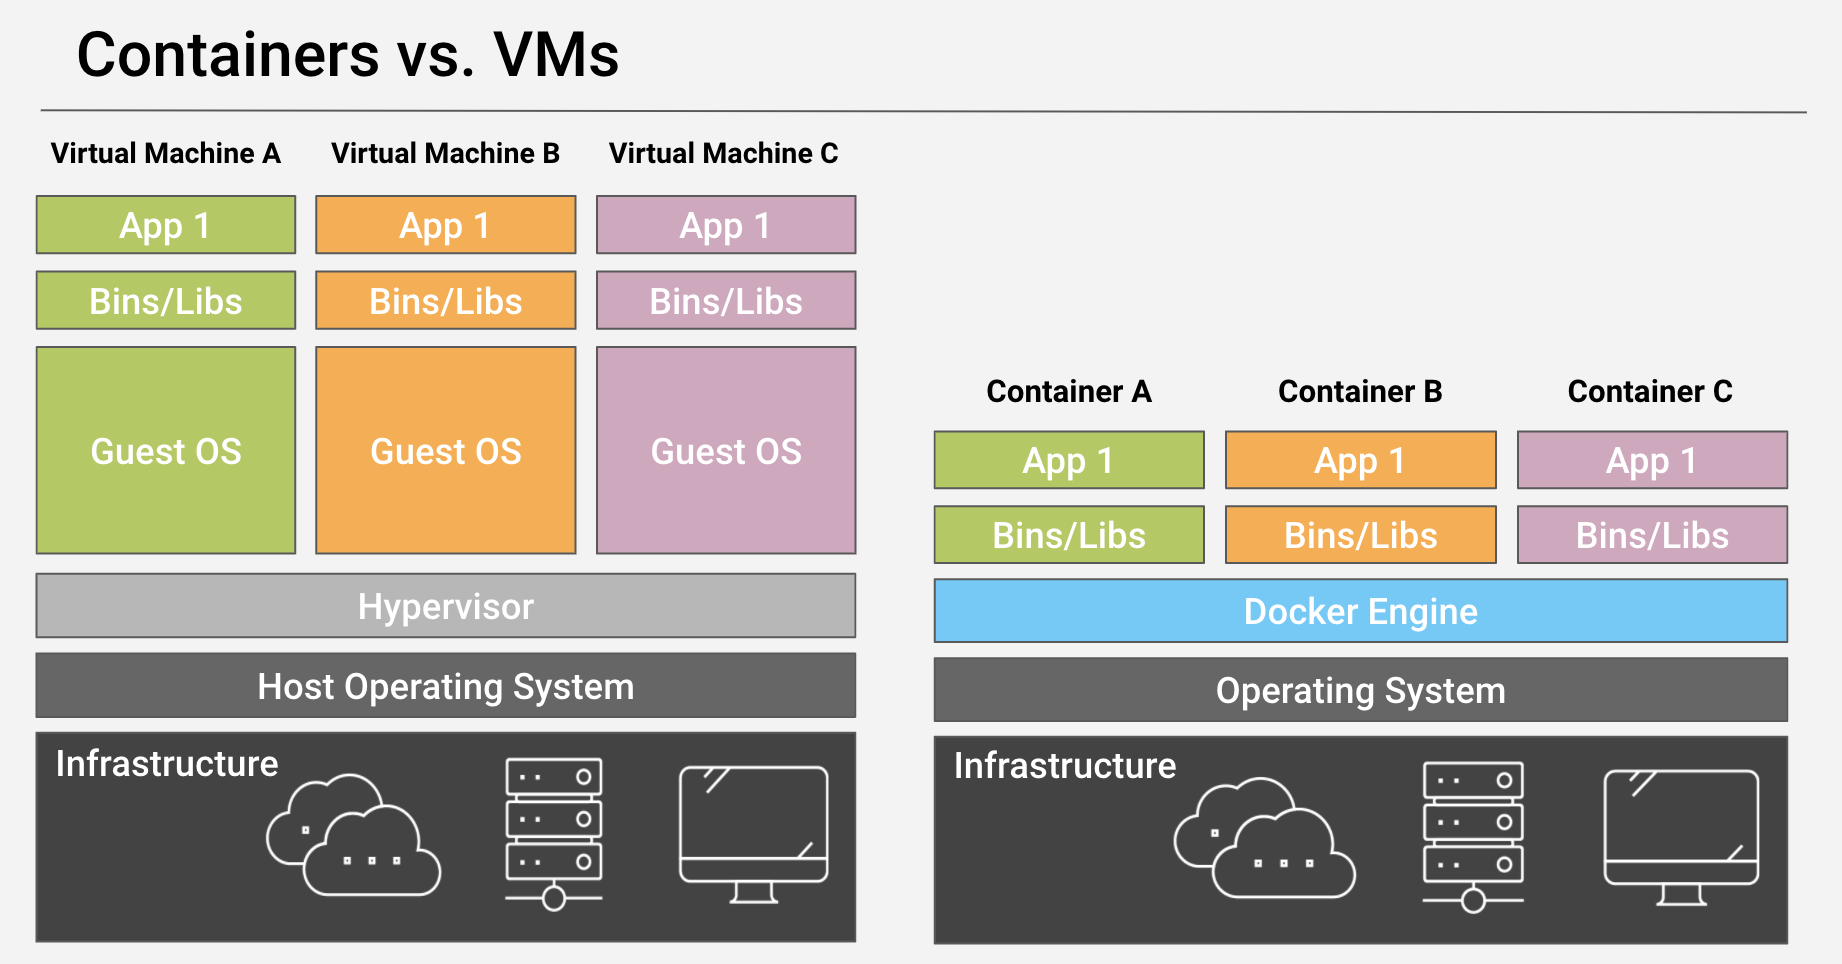 Containers vs. VMs
Virtual Machine A
Virtual Machine B
Virtual Machine C
App 1
App 1
App 1
Bins/Libs
Bins/Libs
Bins/Libs
Guest OS
Guest OS
Guest OS
Hypervisor
Host Operating System
Infrastructure
Container A
Container B
Container C
App 1
App 1
App 1
Bins/Libs
Bins/Libs
Bins/Libs
Docker Engine
Operating System
Infrastructure